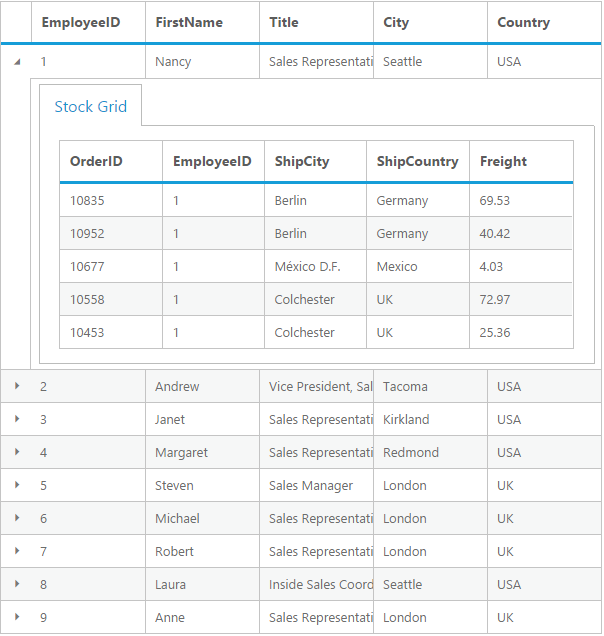 EmployeeID FirstName Title City Country
1 Nancy Sales Representati Seattle USA
Stock Grid
OrderID EmployeeID ShipCity ShipCountry Freight
10835 1 Berlin Germany 69.53
10952 1 Berlin Germany 40.42
10677 1 México D.F. Mexico 4.03
10558 1 Colchester UK 72.97
10453 1 Colchester UK 25.36
2 Andrew Vice President, Sal Tacoma USA
3 Janet Sales Representati Kirkland USA
4 Margaret Sales Representati Redmond USA
5 Steven Sales Manager London UK
6 Michael Sales Representati London UK
7 Robert Sales Representati London UK
8 Laura Inside Sales Coord Seattle USA
9 Anne Sales Representati London UK